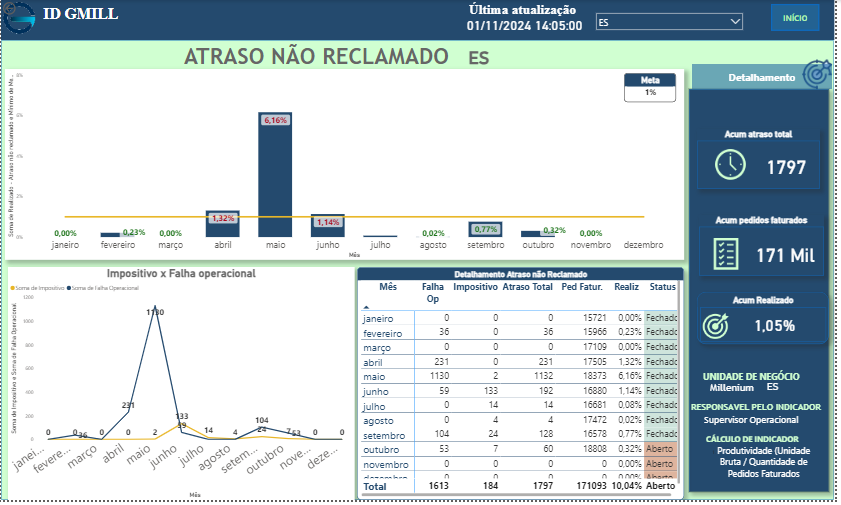 ID GMILL
Última atualização
01/11/2024 14:05:00
ES
INÍCIO
ATRASO NÃO RECLAMADO ES
Meta
1%
8%
6%
4%
2%
0%
Soma de Realizado - Atraso não reclamado e Mínimo de Me...
0,00%
0,23%
0,00%
1,32%
6,16%
1,14%
0,02%
0,77%
0,32%
0,00%
janeiro fevereiro março abril maio junho julho agosto setembro outubro novembro dezembro
Mês
Detalhamento
Acum atraso total
1797
Acum pedidos faturados
171 Mil
Acum Realizado
1,05%
UNIDADE DE NEGÓCIO
Millenium ES
RESPONSAVEL PELO INDICADOR
Supervisor Operacional
CÁLCULO DE INDICADOR
Produtividade (Unidade
Bruta / Quantidade de
Pedidos Faturados
Impositivo x Falha operacional
Soma de Impositivo Soma de Falha Operacional
Soma de Impositivo e Soma de Falha Operacional
1200
1000
800
600
400
200
0
0 36 0 231 1130 2 133 59 14 4 104 24 7 53 0 0
janei... fevere... março abril maio junho julho agosto setem... outubro nove... deze...
Mês
Detalhamento Atraso não Reclamado
Mês Falha Op Impositivo Atraso Total Ped Fatur. Realiz Status
janeiro 0 0 0 15721 0,00% Fechado
fevereiro 36 0 36 15966 0,23% Fechado
março 0 0 0 17109 0,00% Fechado
abril 231 0 231 17505 1,32% Fechado
maio 1130 2 1132 18373 6,16% Fechado
junho 59 133 192 16880 1,14% Fechado
julho 0 14 14 16681 0,08% Fechado
agosto 0 4 4 17472 0,02% Fechado
setembro 104 24 128 16578 0,77% Fechado
outubro 53 7 60 18808 0,32% Aberto
novembro 0 0 0 0 0,00% Aberto
dezembro 0 0 0 0 0,00% Aberto
Total 1613 184 1797 171093 10,04% Aberto